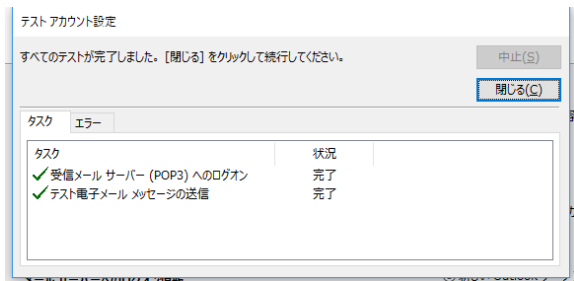 テスト アカウント設定
すべてのテストが完了しました。[閉じる] をクリックして続行してください。
中止(S)
閉じる(C)
タスク エラー
タスク 状況
受信メール サーバー (POP3) へのログオン 完了
テスト電子メール メッセージの送信 完了